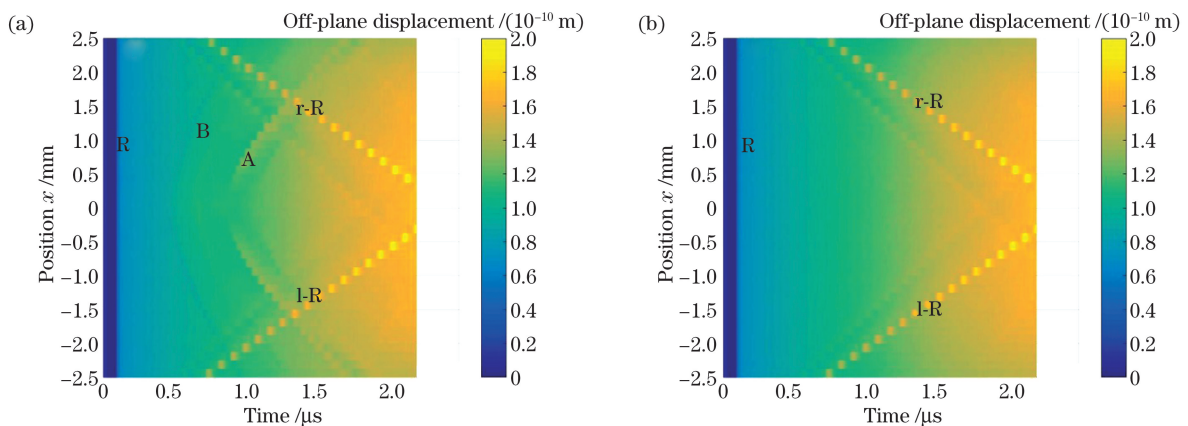 (a)
Off-plane displacement /(10⁻¹⁰ m)
2.5
2.0
1.5
1.0
0.5
0
−0.5
−1.0
−1.5
−2.0
−2.5
Position x /mm
R
B
A
r-R
l-R
0 0.5 1.0 1.5 2.0
Time /μs
2.0
1.8
1.6
1.4
1.2
1.0
0.8
0.6
0.4
0.2
0
(b)
Off-plane displacement /(10⁻¹⁰ m)
2.5
2.0
1.5
1.0
0.5
0
−0.5
−1.0
−1.5
−2.0
−2.5
Position x /mm
R
r-R
l-R
0 0.5 1.0 1.5 2.0
Time /μs
2.0
1.8
1.6
1.4
1.2
1.0
0.8
0.6
0.4
0.2
0